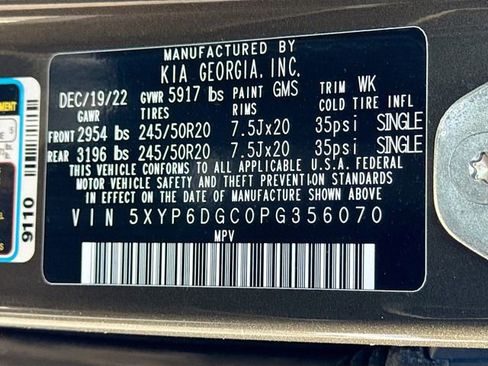 MANUFACTURED BY
KIA GEORGIA, INC.
DEC/19/22 GVWR 5917 lbs PAINT GMS TRIM WK
GAWR TIRES RIMS COLD TIRE INFL
FRONT 2954 lbs 245/50R20 7.5Jx20 35psi SINGLE
REAR 3196 lbs 245/50R20 7.5Jx20 35psi SINGLE
THIS VEHICLE CONFORMS TO ALL APPLICABLE U.S.A. FEDERAL
MOTOR VEHICLE SAFETY AND THEFT PREVENTION STANDARDS
IN EFFECT ON THE DATE OF MANUFACTURE SHOWN ABOVE.
VIN 5XYP6DGC0PG356070
MPV
9110